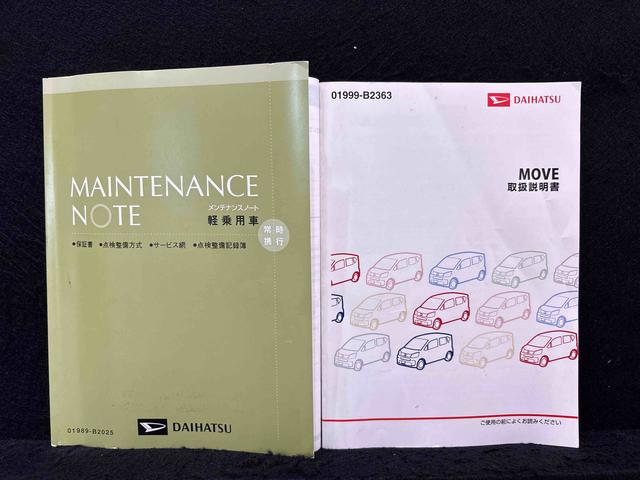 MAINTENANCE
NOTE
メンテナンスノート
軽乗用車
常時
携行
●保証書 ●点検整備方式 ●サービス網 ●点検整備記録簿
01989-B2025
DAIHATSU
01999-B2363
DAIHATSU
MOVE
取扱説明書
ご使用の前によくお読みください